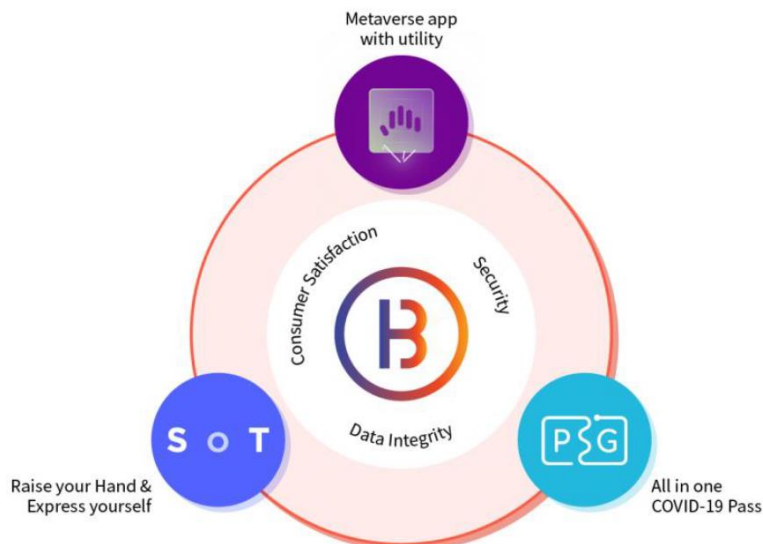 Metaverse app
with utility
Consumer Satisfaction
Security
Data Integrity
S o T
P G
Raise your Hand &
Express yourself
All in one
COVID-19 Pass